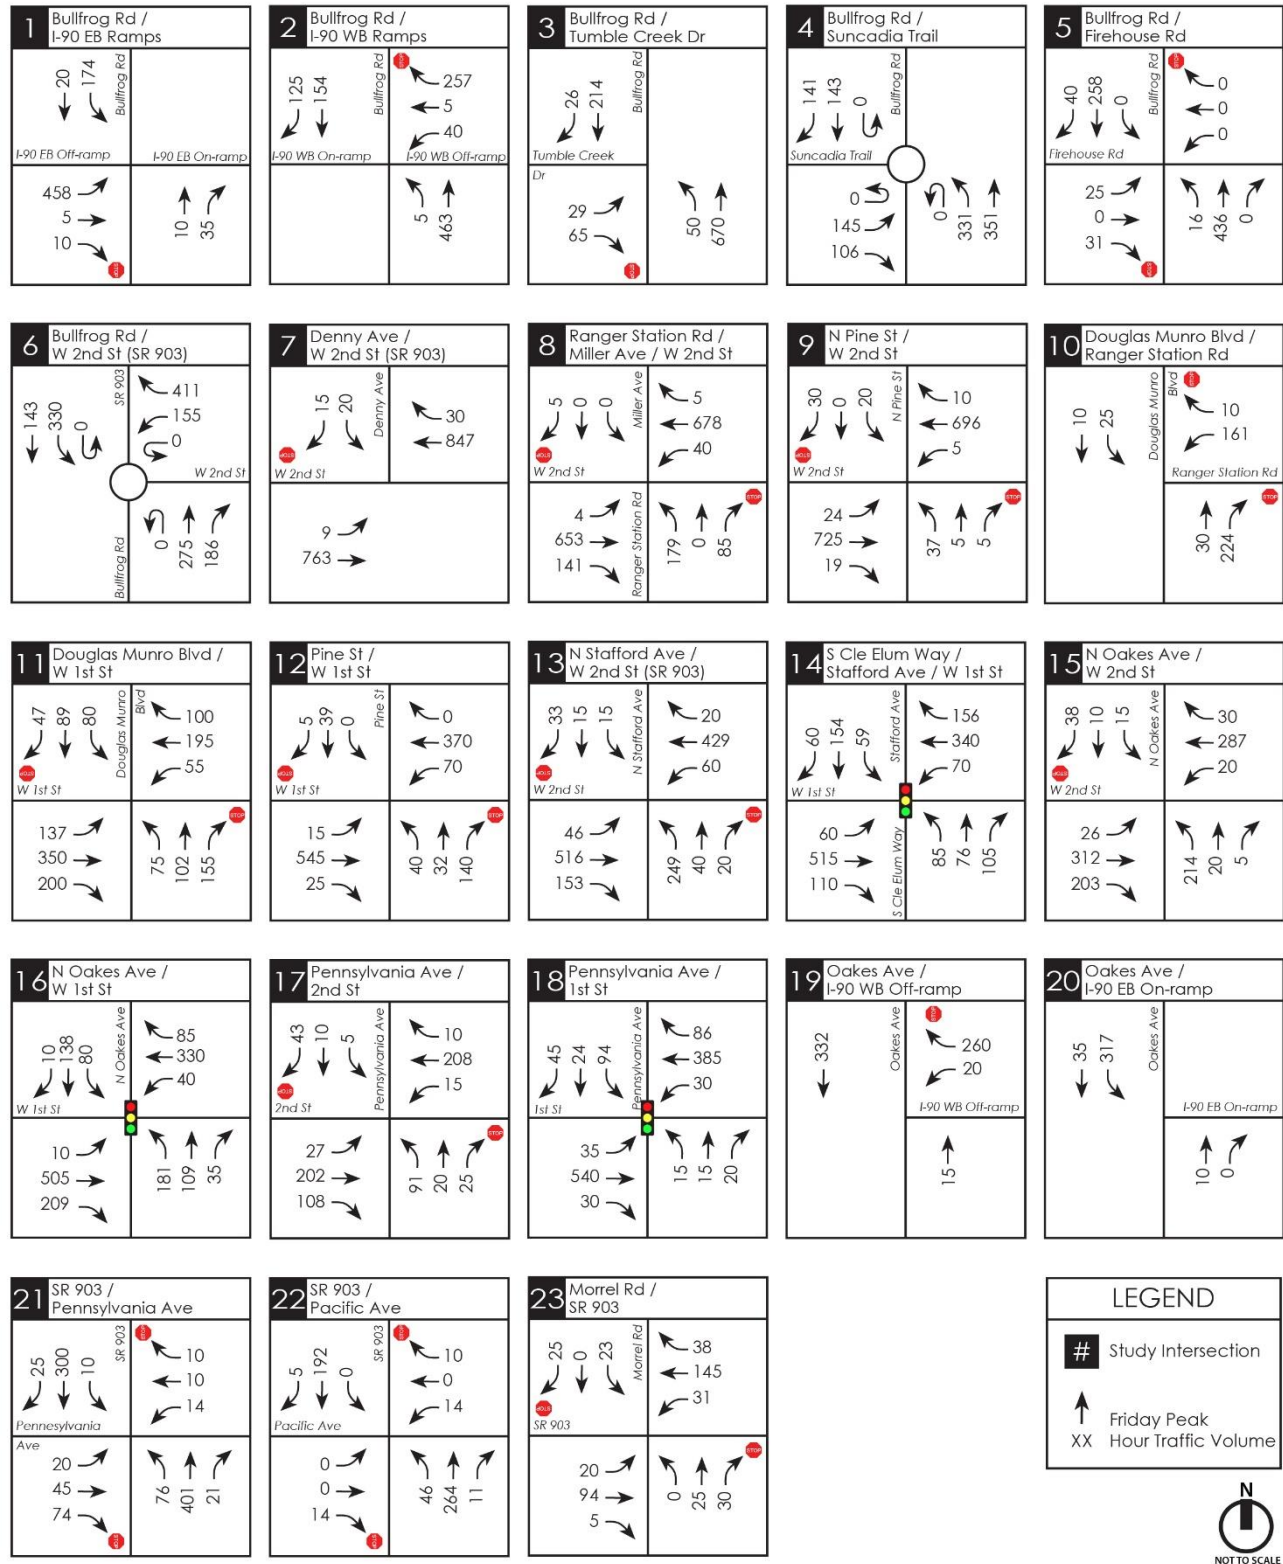 1
Bullfrog Rd /
I-90 EB Ramps
20
174
Bullfrog Rd
I-90 EB Off-ramp
I-90 EB On-ramp
458
5
10
10
35
2
Bullfrog Rd /
I-90 WB Ramps
125
154
Bullfrog Rd
257
5
40
I-90 WB On-ramp
I-90 WB Off-ramp
5
463
3
Bullfrog Rd /
Tumble Creek Dr
26
214
Bullfrog Rd
Tumble Creek
Dr
29
65
50
670
4
Bullfrog Rd /
Suncadia Trail
141
143
0
Bullfrog Rd
Suncadia Trail
0
145
106
0
331
351
5
Bullfrog Rd /
Firehouse Rd
40
258
0
Bullfrog Rd
0
0
0
Firehouse Rd
25
0
31
16
436
0
6
Bullfrog Rd /
W 2nd St (SR 903)
143
330
0
SR 903
411
155
0
W 2nd St
Bullfrog Rd
0
275
186
7
Denny Ave /
W 2nd St (SR 903)
15
20
Denny Ave
30
847
W 2nd St
9
763
8
Ranger Station Rd /
Miller Ave / W 2nd St
5
0
0
Miller Ave
5
678
40
W 2nd St
4
653
141
Ranger Station Rd
179
0
85
STOP
9
N Pine St /
W 2nd St
30
0
20
N Pine St
10
696
5
W 2nd St
24
725
19
37
5
5
STOP
10
Douglas Munro Blvd /
Ranger Station Rd
10
25
Douglas Munro
Blvd
10
161
Ranger Station Rd
30
224
STOP
11
Douglas Munro Blvd /
W 1st St
47
89
80
Douglas Munro
Blvd
100
195
55
W 1st St
137
350
200
75
102
155
STOP
12
Pine St /
W 1st St
5
39
0
Pine St
0
370
70
W 1st St
15
545
25
40
32
140
STOP
13
N Stafford Ave /
W 2nd St (SR 903)
33
15
15
N Stafford Ave
20
429
60
W 2nd St
46
516
153
249
40
20
STOP
14
S Cle Elum Way /
Stafford Ave / W 1st St
60
154
59
Stafford Ave
156
340
70
W 1st St
60
515
110
S Cle Elum Way
85
76
105
15
N Oakes Ave /
W 2nd St
38
10
15
N Oakes Ave
30
287
20
W 2nd St
26
312
203
214
20
5
STOP
16
N Oakes Ave /
W 1st St
10
138
80
N Oakes Ave
85
330
40
W 1st St
10
505
209
181
109
35
17
Pennsylvania Ave /
2nd St
43
10
5
Pennsylvania Ave
10
208
15
2nd St
27
202
108
91
20
25
STOP
18
Pennsylvania Ave /
1st St
45
24
94
Pennsylvania Ave
86
385
30
1st St
35
540
30
15
15
20
19
Oakes Ave /
I-90 WB Off-ramp
332
Oakes Ave
260
20
I-90 WB Off-ramp
15
20
Oakes Ave /
I-90 EB On-ramp
35
317
Oakes Ave
I-90 EB On-ramp
10
0
21
SR 903 /
Pennsylvania Ave
25
300
10
SR 903
10
10
14
Pennesylvania
Ave
20
45
74
76
401
21
22
SR 903 /
Pacific Ave
5
192
0
SR 903
10
0
14
Pacific Ave
0
0
14
46
264
11
23
Morrel Rd /
SR 903
25
0
23
Morrel Rd
38
145
31
SR 903
20
94
5
0
25
30
STOP
LEGEND
# Study Intersection
Friday Peak
XX Hour Traffic Volume
N
NOT TO SCALE